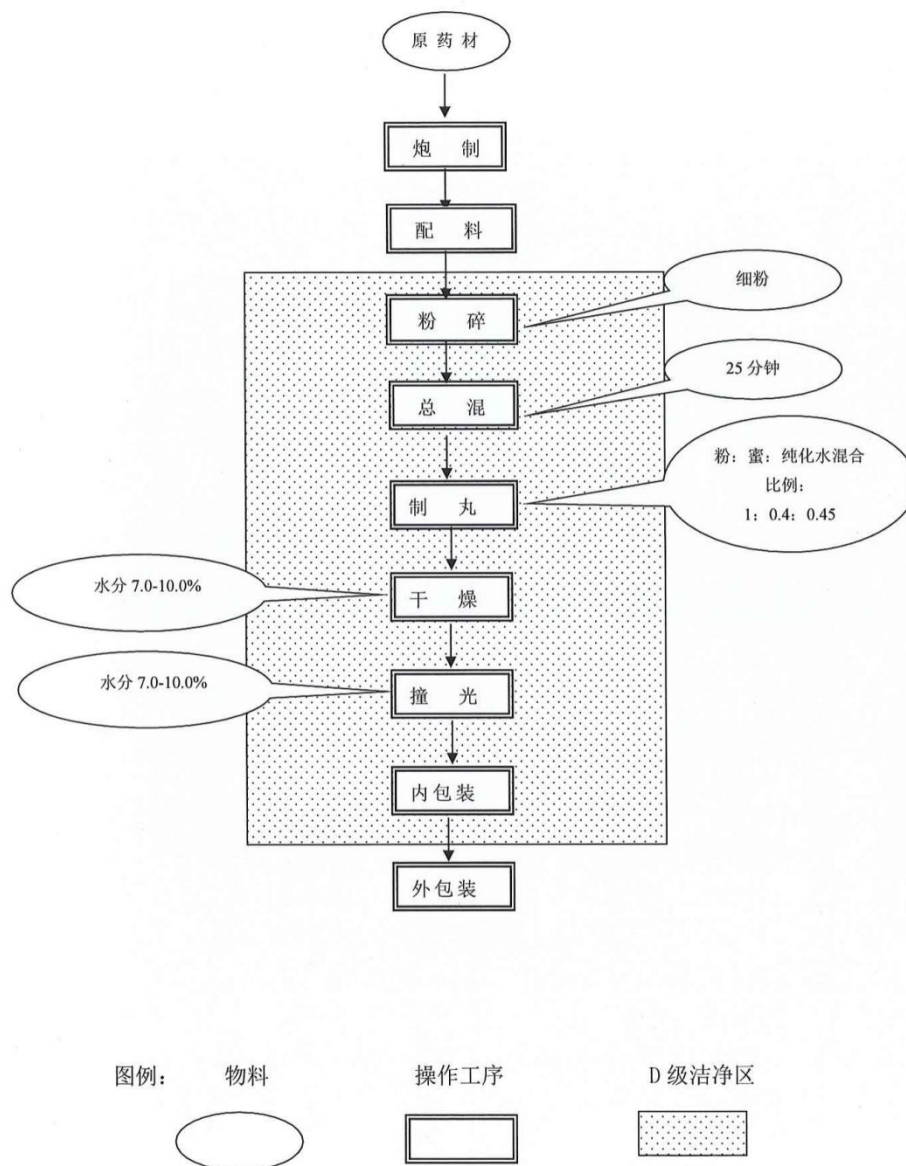 原药材
炮制
配料
粉碎
细粉
总混
25分钟
制丸
粉：蜜：纯化水混合
比例：
1：0.4：0.45
干燥
水分7.0-10.0%
撞光
水分7.0-10.0%
内包装
外包装
图例： 物料 操作工序 D级洁净区